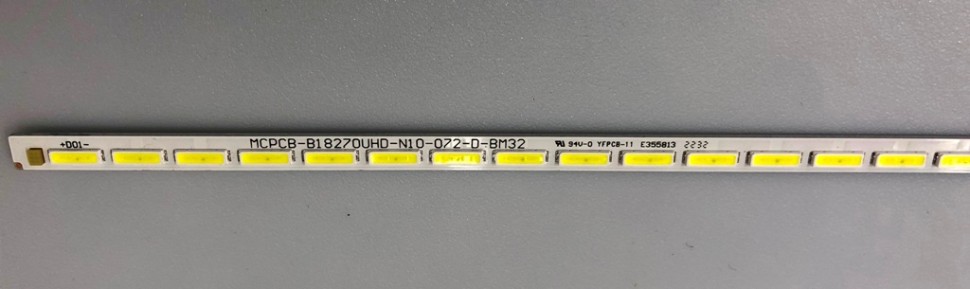 +D01-
MCPCB-B18270UHD-N10-072-D-BM32
94V-0 YFPCB-11 E355813 2232